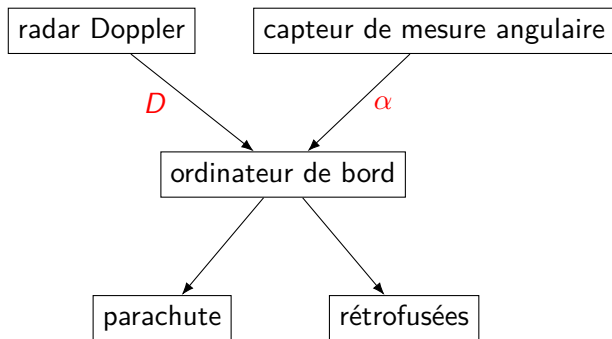 radar Doppler
capteur de mesure angulaire
D
α
ordinateur de bord
parachute
rétrofusées